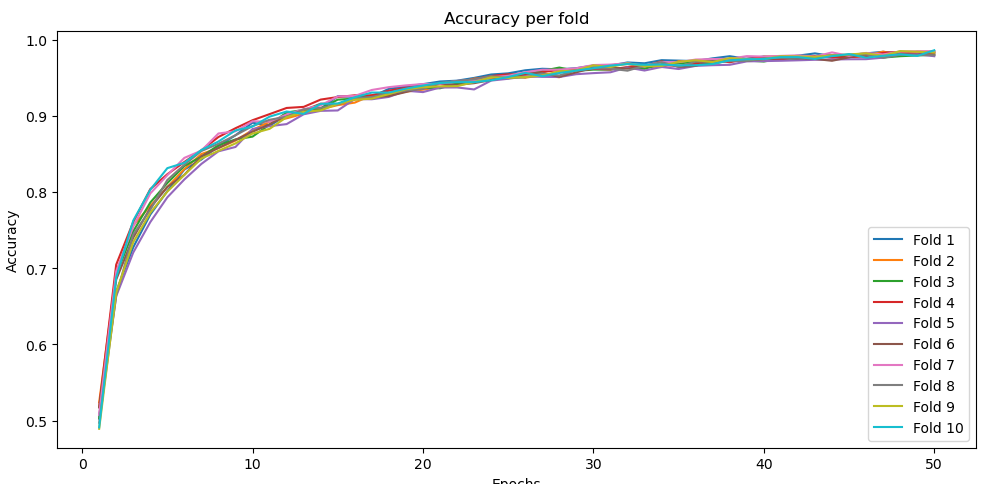 Accuracy per fold
1.0
0.9
0.8
0.7
0.6
0.5
Accuracy
0 10 20 30 40 50
Epochs
Fold 1
Fold 2
Fold 3
Fold 4
Fold 5
Fold 6
Fold 7
Fold 8
Fold 9
Fold 10